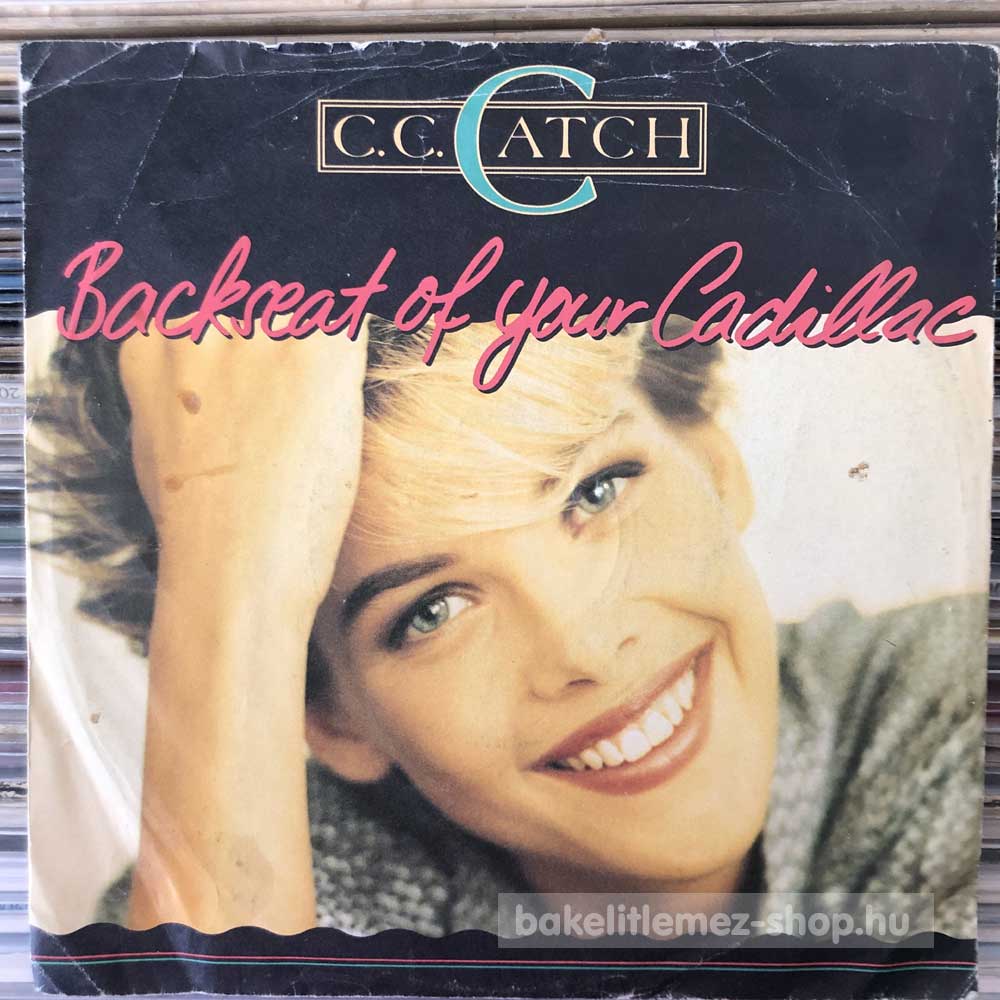 C.C. CATCH
Backseat of your Cadillac
bakelitlemez-shop.hu